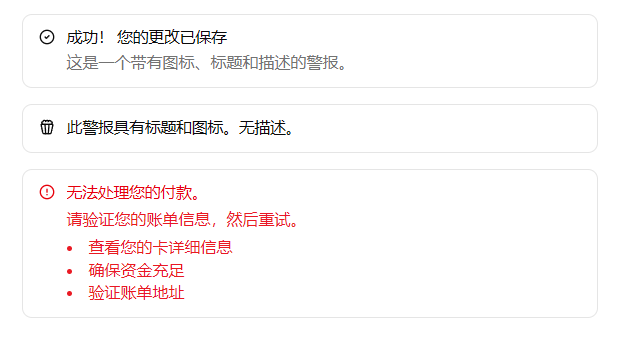 成功！ 您的更改已保存
这是一个带有图标、标题和描述的警报。
此警报具有标题和图标。无描述。
无法处理您的付款。
请验证您的账单信息，然后重试。
查看您的卡详细信息
确保资金充足
验证账单地址